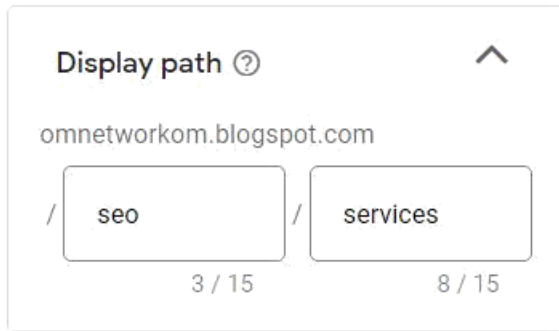 Display path
omnetworkom.blogspot.com
/ seo / services
3 / 15 8 / 15